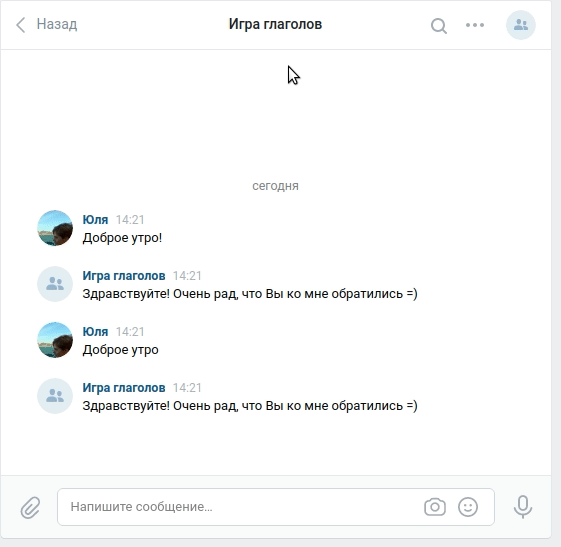 Назад
Игра глаголов
сегодня
Юля 14:21
Доброе утро!
Игра глаголов 14:21
Здравствуйте! Очень рад, что Вы ко мне обратились =)
Юля 14:21
Доброе утро
Игра глаголов 14:21
Здравствуйте! Очень рад, что Вы ко мне обратились =)
Напишите сообщение...